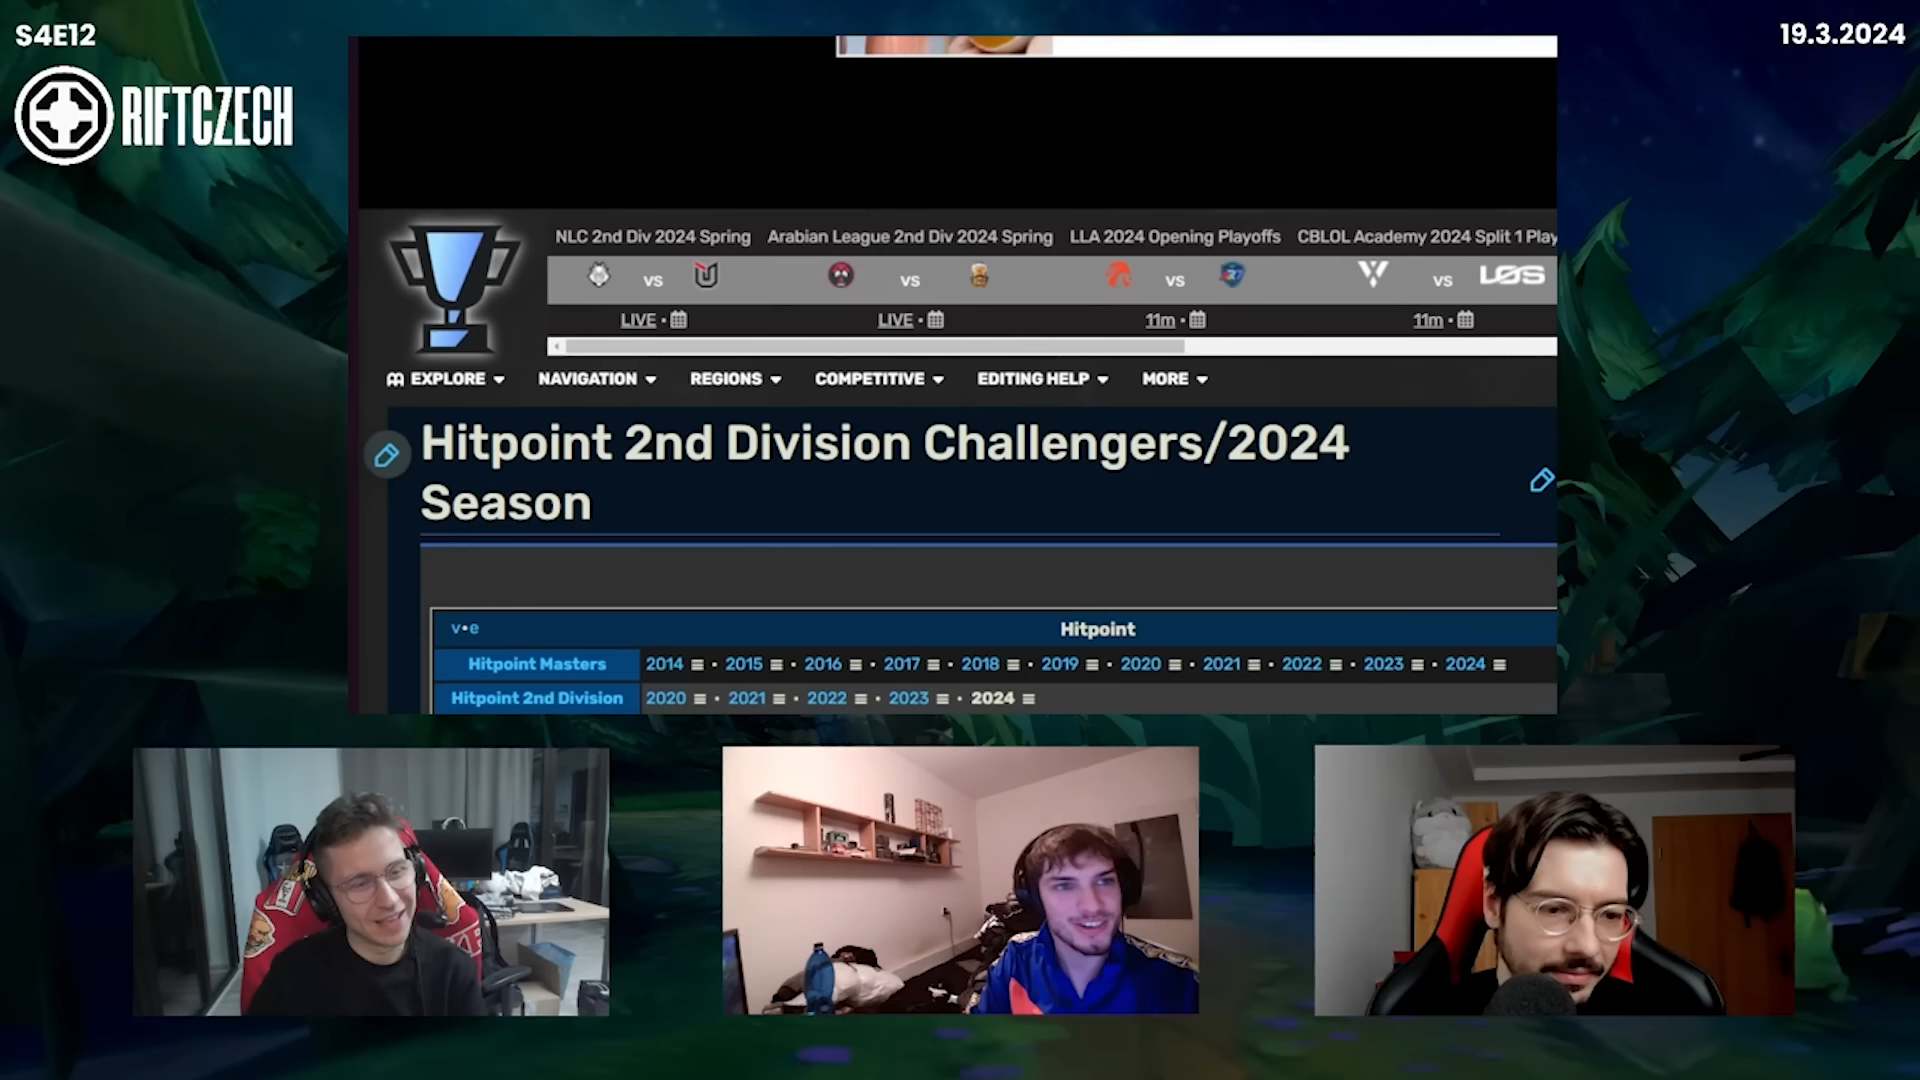 S4E12
19.3.2024
RIFTCZECH
NLC 2nd Div 2024 Spring
Arabian League 2nd Div 2024 Spring
LLA 2024 Opening Playoffs
CBLOL Academy 2024 Split 1 Play
vs
vs
vs
vs LØS
LIVE •
LIVE •
11m •
11m •
EXPLORE
NAVIGATION
REGIONS
COMPETITIVE
EDITING HELP
MORE
Hitpoint 2nd Division Challengers/2024
Season
v•e
Hitpoint
Hitpoint Masters
2014 • 2015 • 2016 • 2017 • 2018 • 2019 • 2020 • 2021 • 2022 • 2023 • 2024
Hitpoint 2nd Division
2020 • 2021 • 2022 • 2023 • 2024